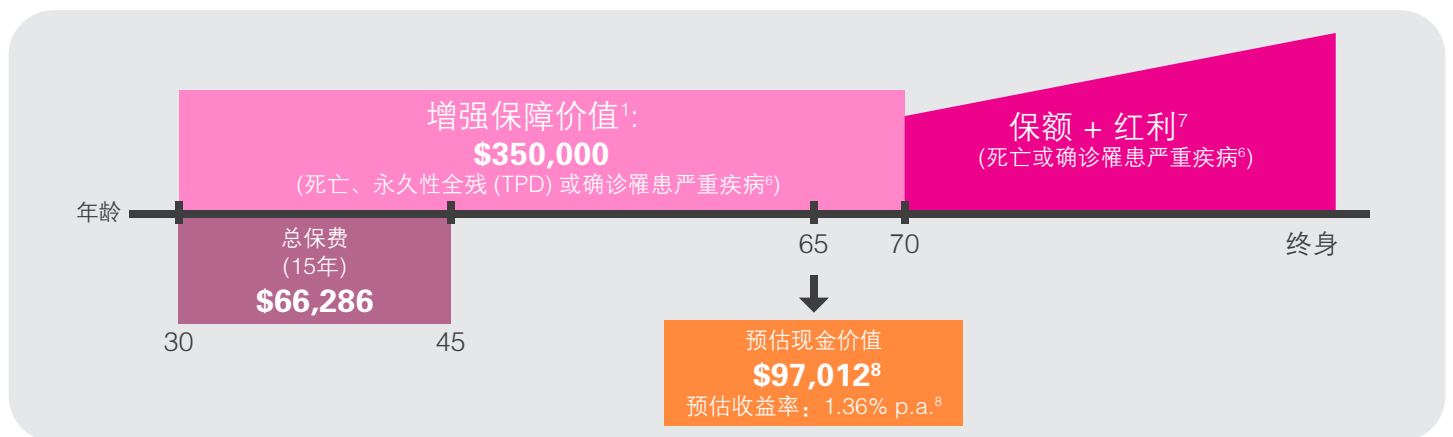 增强保障价值¹:
$350,000
(死亡、永久性全残 (TPD) 或确诊罹患严重疾病⁶)
保额 + 红利⁷
(死亡或确诊罹患严重疾病⁶)
年龄
总保费
(15年)
$66,286
30
45
65
70
终身
预估现金价值
$97,012⁸
预估收益率：1.36% p.a.⁸